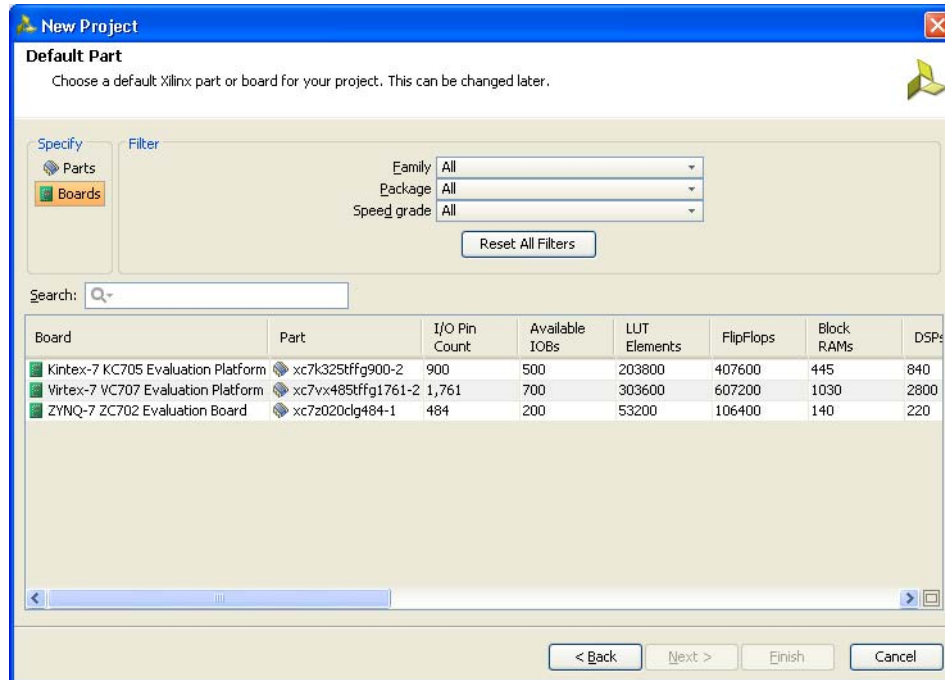 New Project
Default Part
Choose a default Xilinx part or board for your project. This can be changed later.
Specify
Filter
Parts
Boards
Family All
Package All
Speed grade All
Reset All Filters
Search:
Board Part I/O Pin Count Available IOBs LUT Elements FlipFlops Block RAMs DSPs
Kintex-7 KC705 Evaluation Platform xc7k325tffg900-2 900 500 203800 407600 445 840
Virtex-7 VC707 Evaluation Platform xc7vx485tffg1761-2 1,761 700 303600 607200 1030 2800
ZYNQ-7 ZC702 Evaluation Board xc7z020clg484-1 484 200 53200 106400 140 220
< Back Next > Finish Cancel